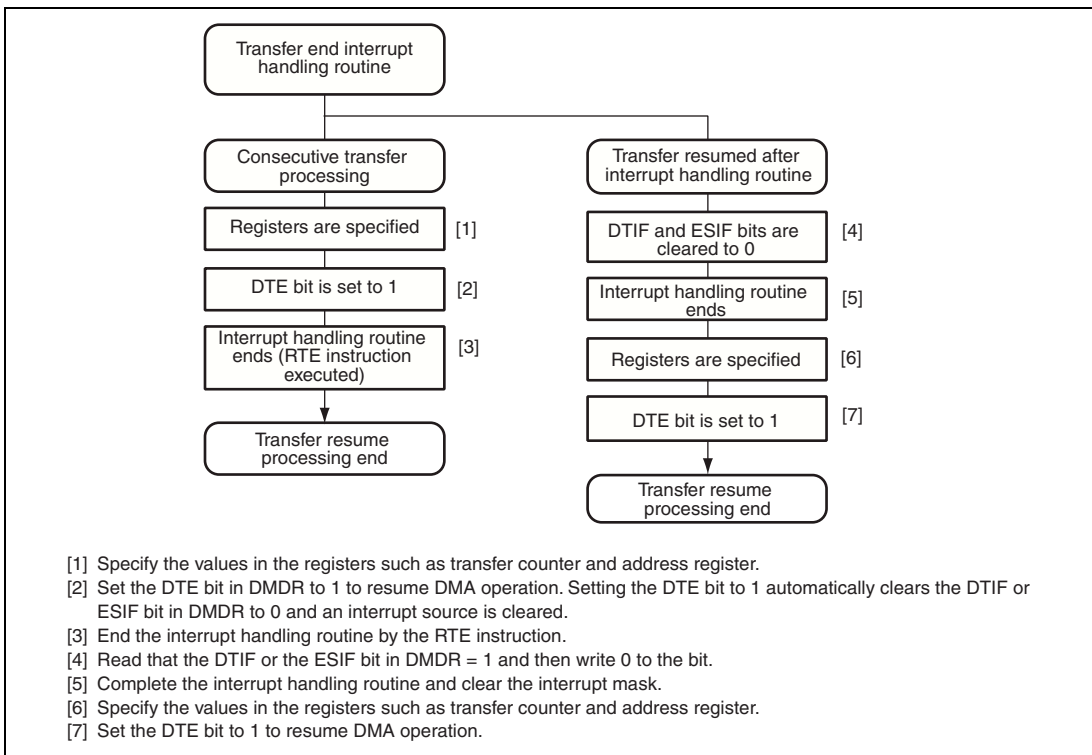 Transfer end interrupt
handling routine
Consecutive transfer
processing
Registers are specified
[1]
DTE bit is set to 1
[2]
Interrupt handling routine
ends (RTE instruction
executed)
[3]
Transfer resume
processing end
Transfer resumed after
interrupt handling routine
DTIF and ESIF bits are
cleared to 0
[4]
Interrupt handling routine
ends
[5]
Registers are specified
[6]
DTE bit is set to 1
[7]
Transfer resume
processing end
[1] Specify the values in the registers such as transfer counter and address register.
[2] Set the DTE bit in DMDR to 1 to resume DMA operation. Setting the DTE bit to 1 automatically clears the DTIF or
ESIF bit in DMDR to 0 and an interrupt source is cleared.
[3] End the interrupt handling routine by the RTE instruction.
[4] Read that the DTIF or the ESIF bit in DMDR = 1 and then write 0 to the bit.
[5] Complete the interrupt handling routine and clear the interrupt mask.
[6] Specify the values in the registers such as transfer counter and address register.
[7] Set the DTE bit to 1 to resume DMA operation.